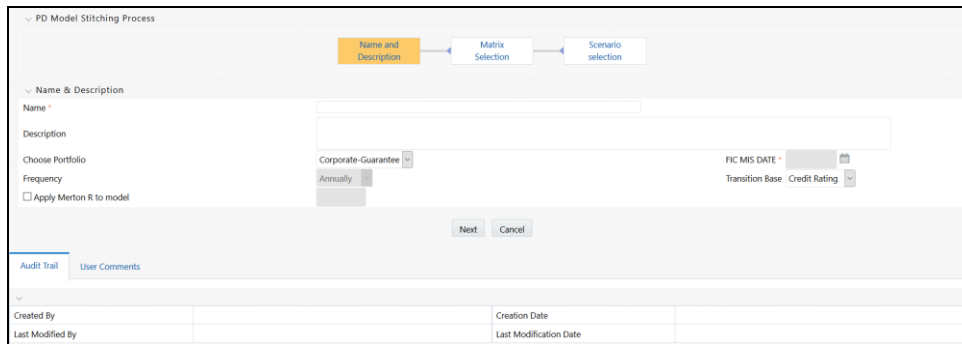 PD Model Stitching Process
Name and
Description
Matrix
Selection
Scenario
selection
Name & Description
Name *
Description
Choose Portfolio Corporate-Guarantee FIC MIS DATE *
Frequency Annually Transition Base Credit Rating
Apply Merton R to model
Next Cancel
Audit Trail User Comments
Created By Creation Date
Last Modified By Last Modification Date